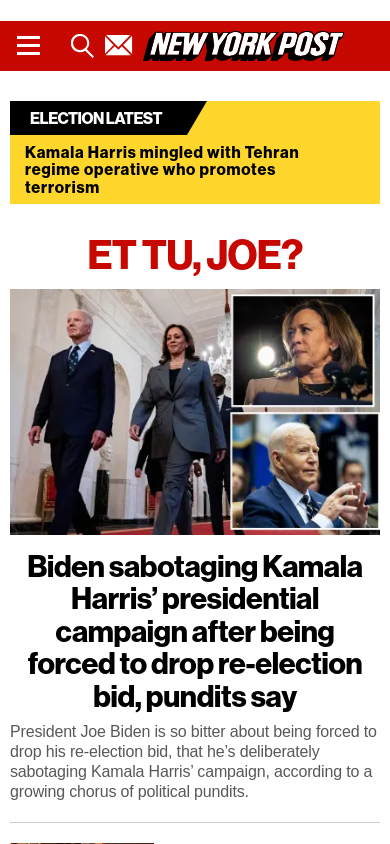 NEW YORK POST
ELECTION LATEST
Kamala Harris mingled with Tehran
regime operative who promotes
terrorism
ET TU, JOE?
Biden sabotaging Kamala
Harris’ presidential
campaign after being
forced to drop re-election
bid, pundits say
President Joe Biden is so bitter about being forced to
drop his re-election bid, that he’s deliberately
sabotaging Kamala Harris’ campaign, according to a
growing chorus of political pundits.